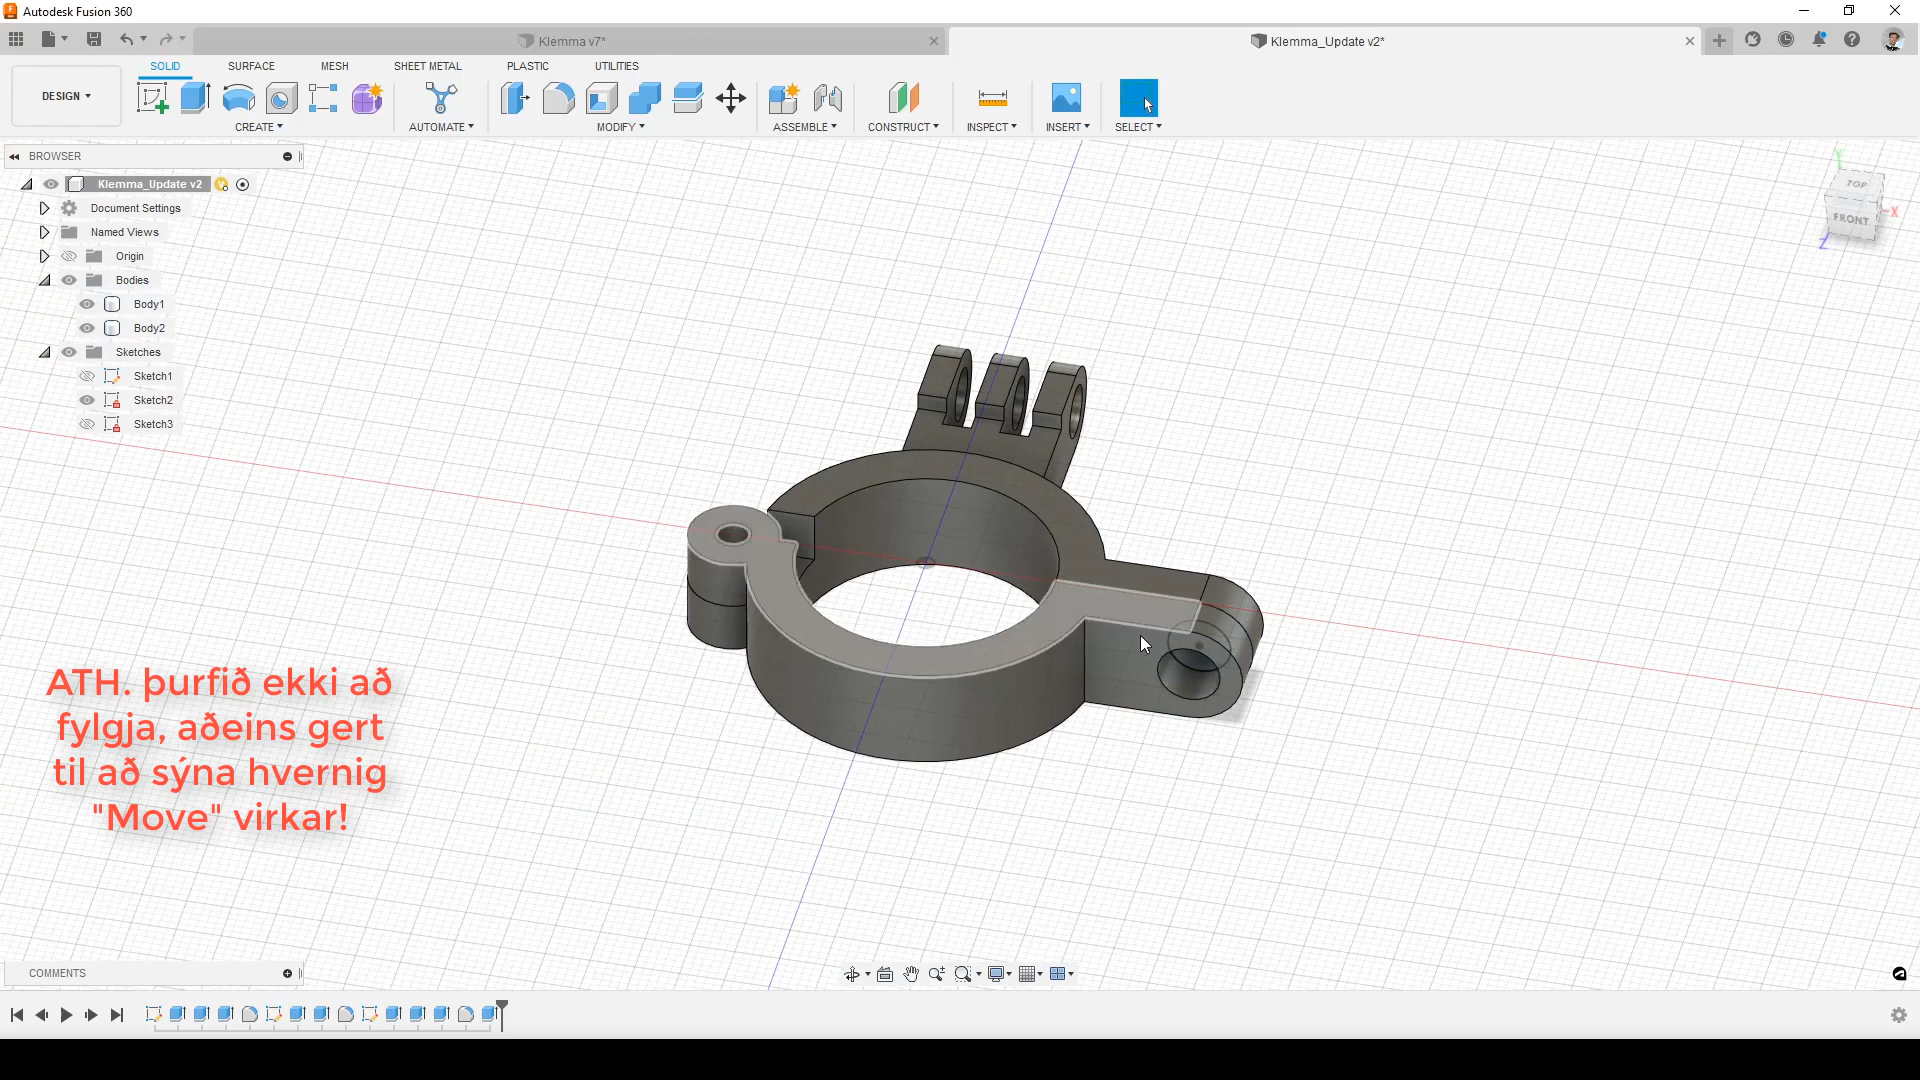 Autodesk Fusion 360
Klemma v7*
Klemma_Update v2*
SOLID
SURFACE
MESH
SHEET METAL
PLASTIC
UTILITIES
DESIGN
CREATE
AUTOMATE
MODIFY
ASSEMBLE
CONSTRUCT
INSPECT
INSERT
SELECT
BROWSER
Klemma_Update v2
Document Settings
Named Views
Origin
Bodies
Body1
Body2
Sketches
Sketch1
Sketch2
Sketch3
Y
TOP
FRONT
X
Z
ATH. þurfið ekki að
fylgja, aðeins gert
til að sýna hvernig
"Move" virkar!
COMMENTS